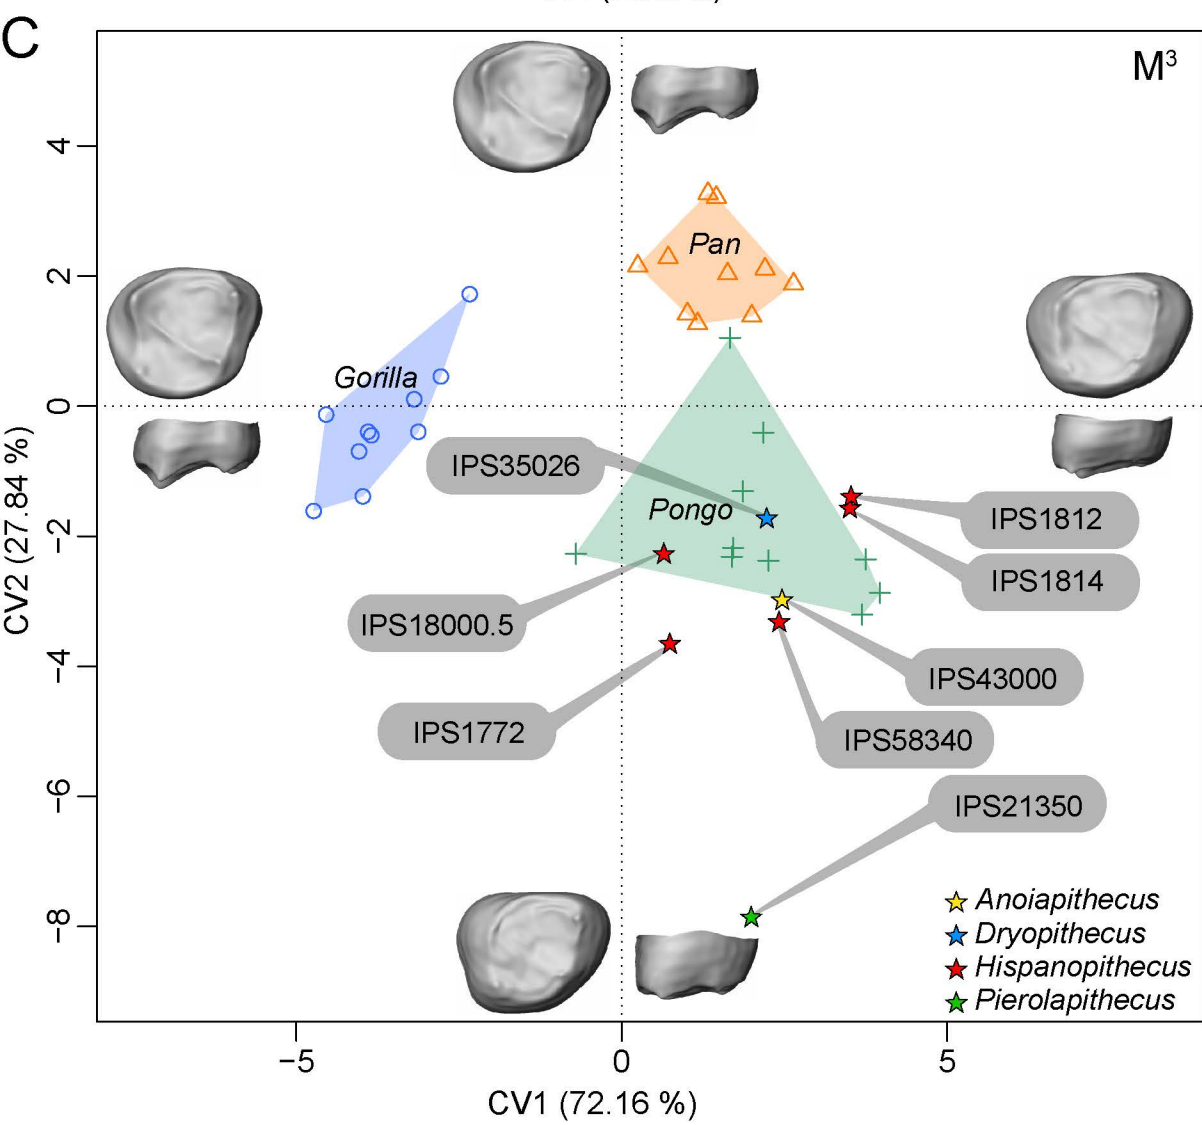 C
M³
4
2
0
−2
−4
−6
−8
CV2 (27.84 %)
Pan
Gorilla
Pongo
IPS35026
IPS1812
IPS1814
IPS18000.5
IPS43000
IPS1772
IPS58340
IPS21350
Anoiapithecus
Dryopithecus
Hispanopithecus
Pierolapithecus
−5
0
5
CV1 (72.16 %)